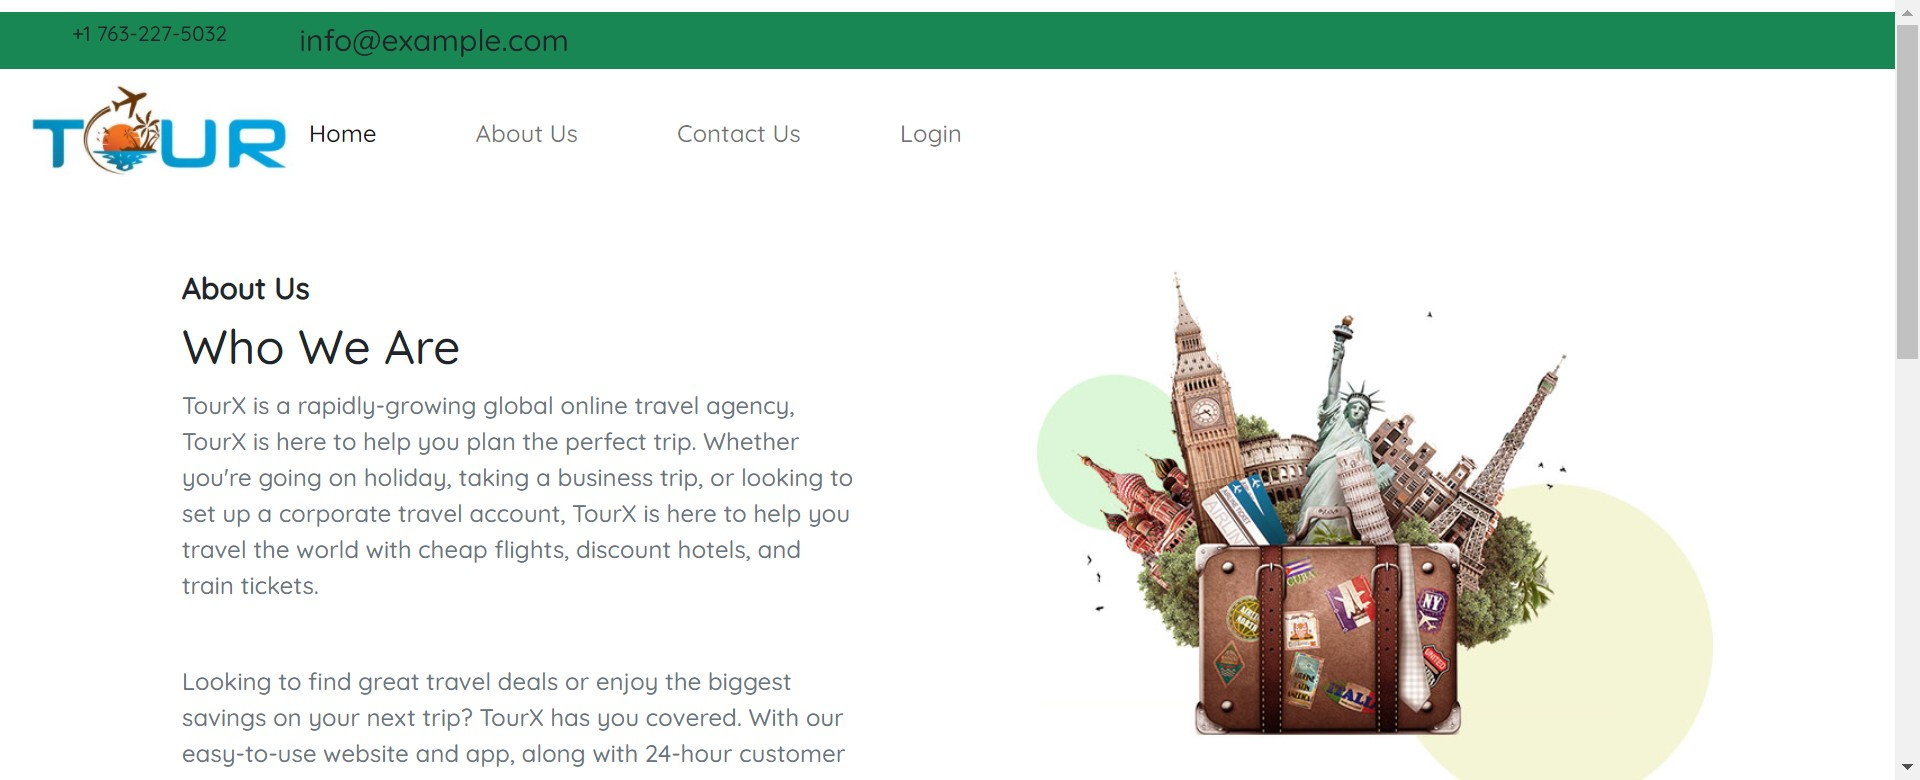 +1 763-227-5032
info@example.com
TOUR
Home
About Us
Contact Us
Login
About Us
Who We Are
TourX is a rapidly-growing global online travel agency,
TourX is here to help you plan the perfect trip. Whether
you're going on holiday, taking a business trip, or looking to
set up a corporate travel account, TourX is here to help you
travel the world with cheap flights, discount hotels, and
train tickets.
Looking to find great travel deals or enjoy the biggest
savings on your next trip? TourX has you covered. With our
easy-to-use website and app, along with 24-hour customer
CUBA
NY
UNITED